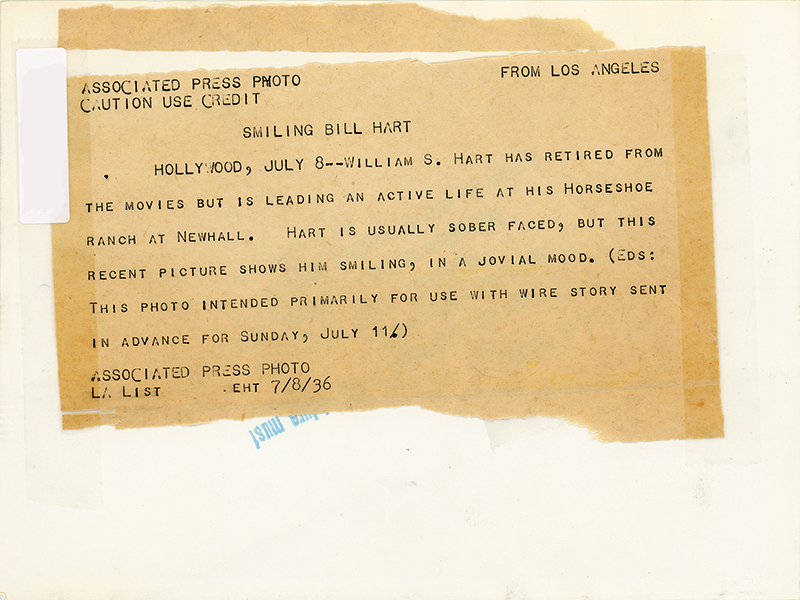 ASSOCIATED PRESS PHOTO
FROM LOS ANGELES
CAUTION USE CREDIT
SMILING BILL HART
HOLLYWOOD, JULY 8--WILLIAM S. HART HAS RETIRED FROM
THE MOVIES BUT IS LEADING AN ACTIVE LIFE AT HIS HORSESHOE
RANCH AT NEWHALL. HART IS USUALLY SOBER FACED, BUT THIS
RECENT PICTURE SHOWS HIM SMILING, IN A JOVIAL MOOD. (EDS:
THIS PHOTO INTENDED PRIMARILY FOR USE WITH WIRE STORY SENT
IN ADVANCE FOR SUNDAY, JULY 11.)
ASSOCIATED PRESS PHOTO
LA LIST EHT 7/8/36
must